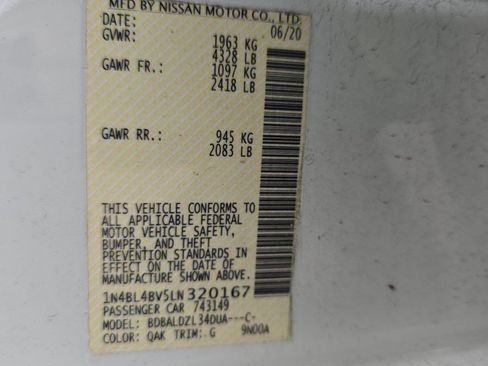 MFD BY NISSAN MOTOR CO., LTD.
DATE: 06/20
GVWR: 1963 KG
4328 LB
GAWR FR.: 1097 KG
2418 LB
GAWR RR.: 945 KG
2083 LB
THIS VEHICLE CONFORMS TO
ALL APPLICABLE FEDERAL
MOTOR VEHICLE SAFETY,
BUMPER, AND THEFT
PREVENTION STANDARDS IN
EFFECT ON THE DATE OF
MANUFACTURE SHOWN ABOVE.
1N4BL4BV5LN320167
PASSENGER CAR 743149
MODEL: BDBALDZL34DUA---C-
COLOR: QAK TRIM: G 9N00A